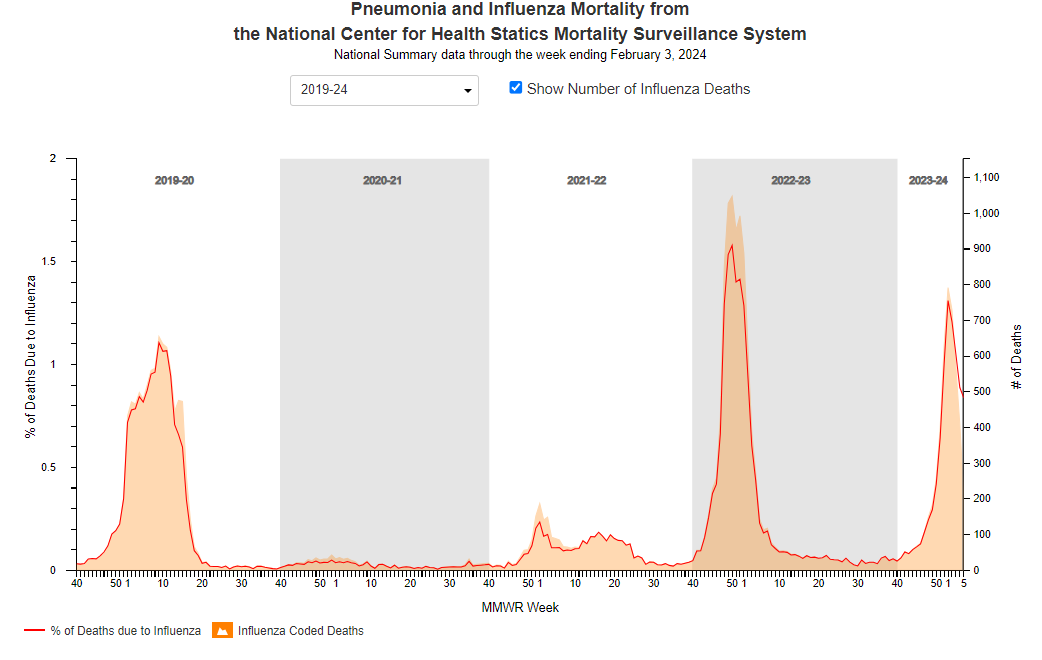 Pneumonia and Influenza Mortality from
the National Center for Health Statics Mortality Surveillance System
National Summary data through the week ending February 3, 2024
2019-24
Show Number of Influenza Deaths
2019-20 2020-21 2021-22 2022-23 2023-24
% of Deaths Due to Influenza
2
1.5
1
0.5
0
1,100
1,000
900
800
700
600
500
400
300
200
100
0
# of Deaths
40 50 1 10 20 30 40 50 1 10 20 30 40 50 1 10 20 30 40 50 1 10 20 30 40 50 1 5
MMWR Week
% of Deaths due to Influenza Influenza Coded Deaths